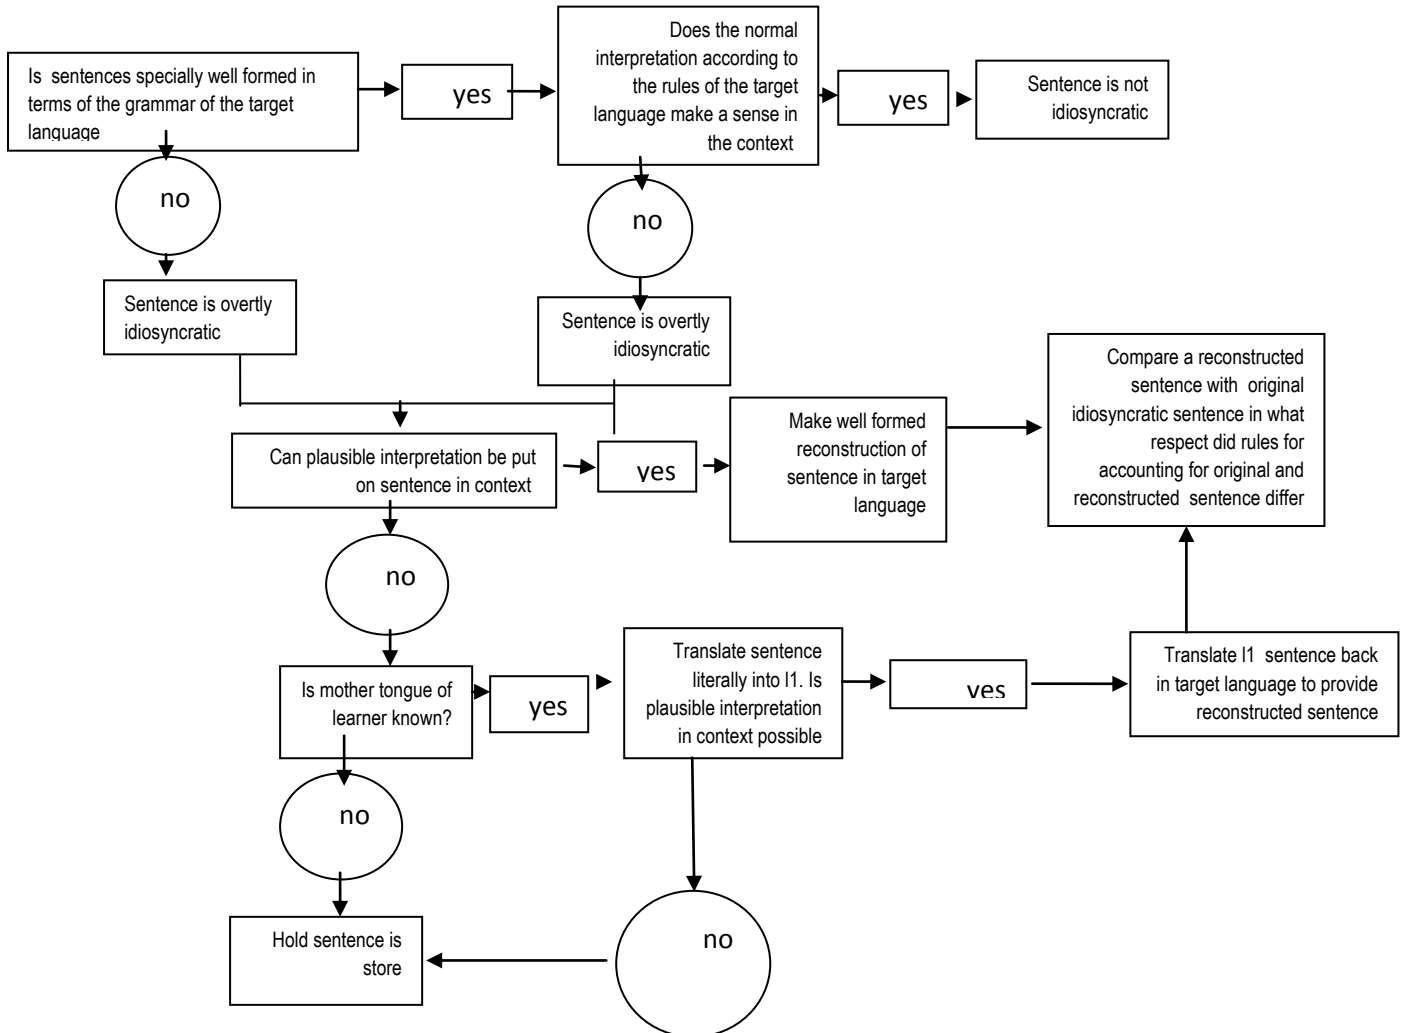 Is sentences specially well formed in
terms of the grammar of the target
language
yes
Does the normal
interpretation according to
the rules of the target
language make a sense in
the context
yes
Sentence is not
idiosyncratic
no
no
Sentence is overtly
idiosyncratic
Sentence is overtly
idiosyncratic
Can plausible interpretation be put
on sentence in context
yes
Make well formed
reconstruction of
sentence in target
language
Compare a reconstructed
sentence with original
idiosyncratic sentence in what
respect did rules for
accounting for original and
reconstructed sentence differ
no
Is mother tongue of
learner known?
yes
Translate sentence
literally into l1. Is
plausible interpretation
in context possible
yes
Translate l1 sentence back
in target language to provide
reconstructed sentence
no
no
Hold sentence is
store